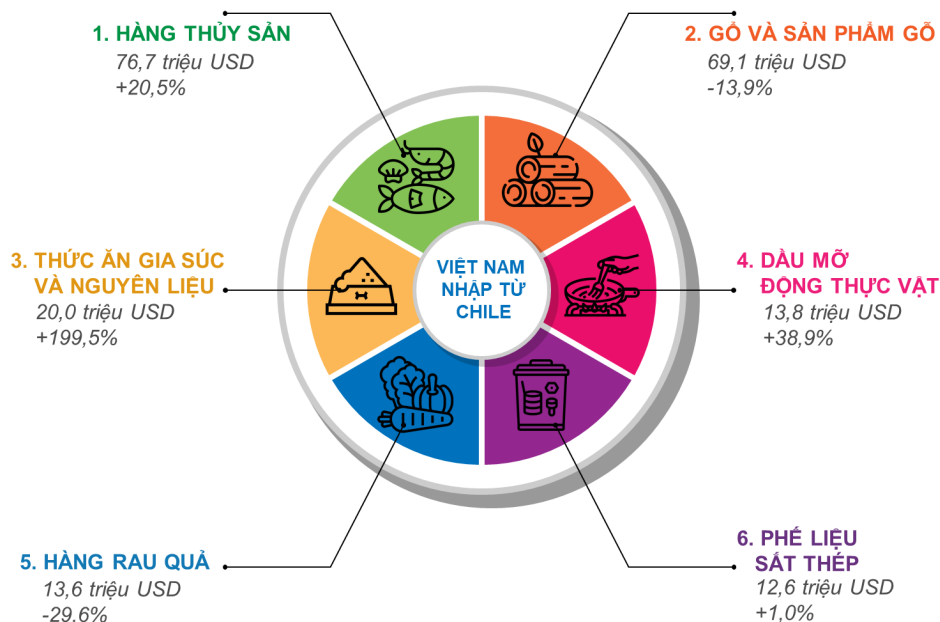 1. HÀNG THỦY SẢN
76,7 triệu USD
+20,5%
2. GỖ VÀ SẢN PHẨM GỖ
69,1 triệu USD
-13,9%
3. THỨC ĂN GIA SÚC
VÀ NGUYÊN LIỆU
20,0 triệu USD
+199,5%
VIỆT NAM
NHẬP TỪ
CHILE
4. DẦU MỠ
ĐỘNG THỰC VẬT
13,8 triệu USD
+38,9%
5. HÀNG RAU QUẢ
13,6 triệu USD
-29,6%
6. PHẾ LIỆU
SẮT THÉP
12,6 triệu USD
+1,0%